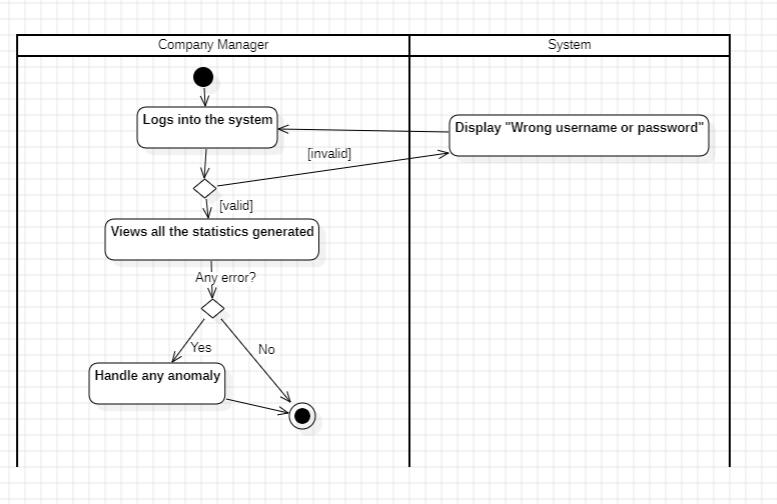 Company Manager
System
Logs into the system
Display "Wrong username or password"
[invalid]
[valid]
Views all the statistics generated
Any error?
Yes
No
Handle any anomaly